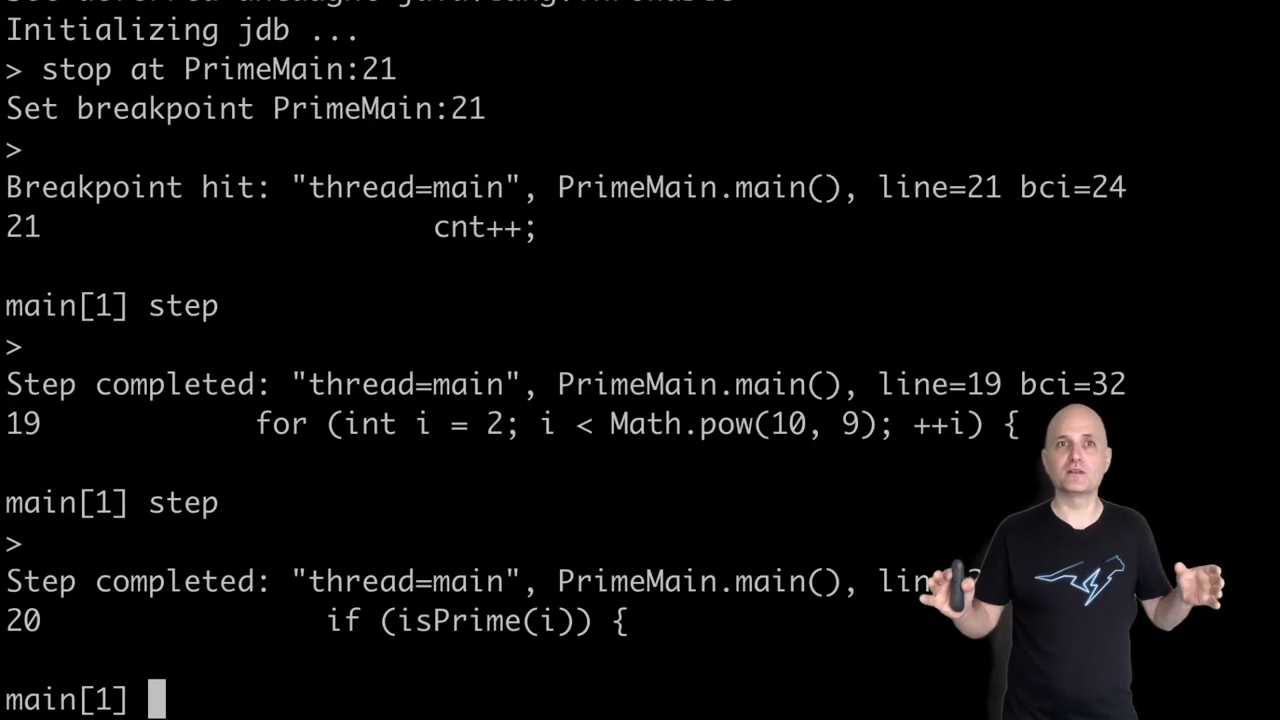 Initializing jdb ...
> stop at PrimeMain:21
Set breakpoint PrimeMain:21
>
Breakpoint hit: "thread=main", PrimeMain.main(), line=21 bci=24
21 cnt++;
main[1] step
>
Step completed: "thread=main", PrimeMain.main(), line=19 bci=32
19 for (int i = 2; i < Math.pow(10, 9); ++i) {
main[1] step
>
Step completed: "thread=main", PrimeMain.main(),
20 if (isPrime(i)) {
main[1]